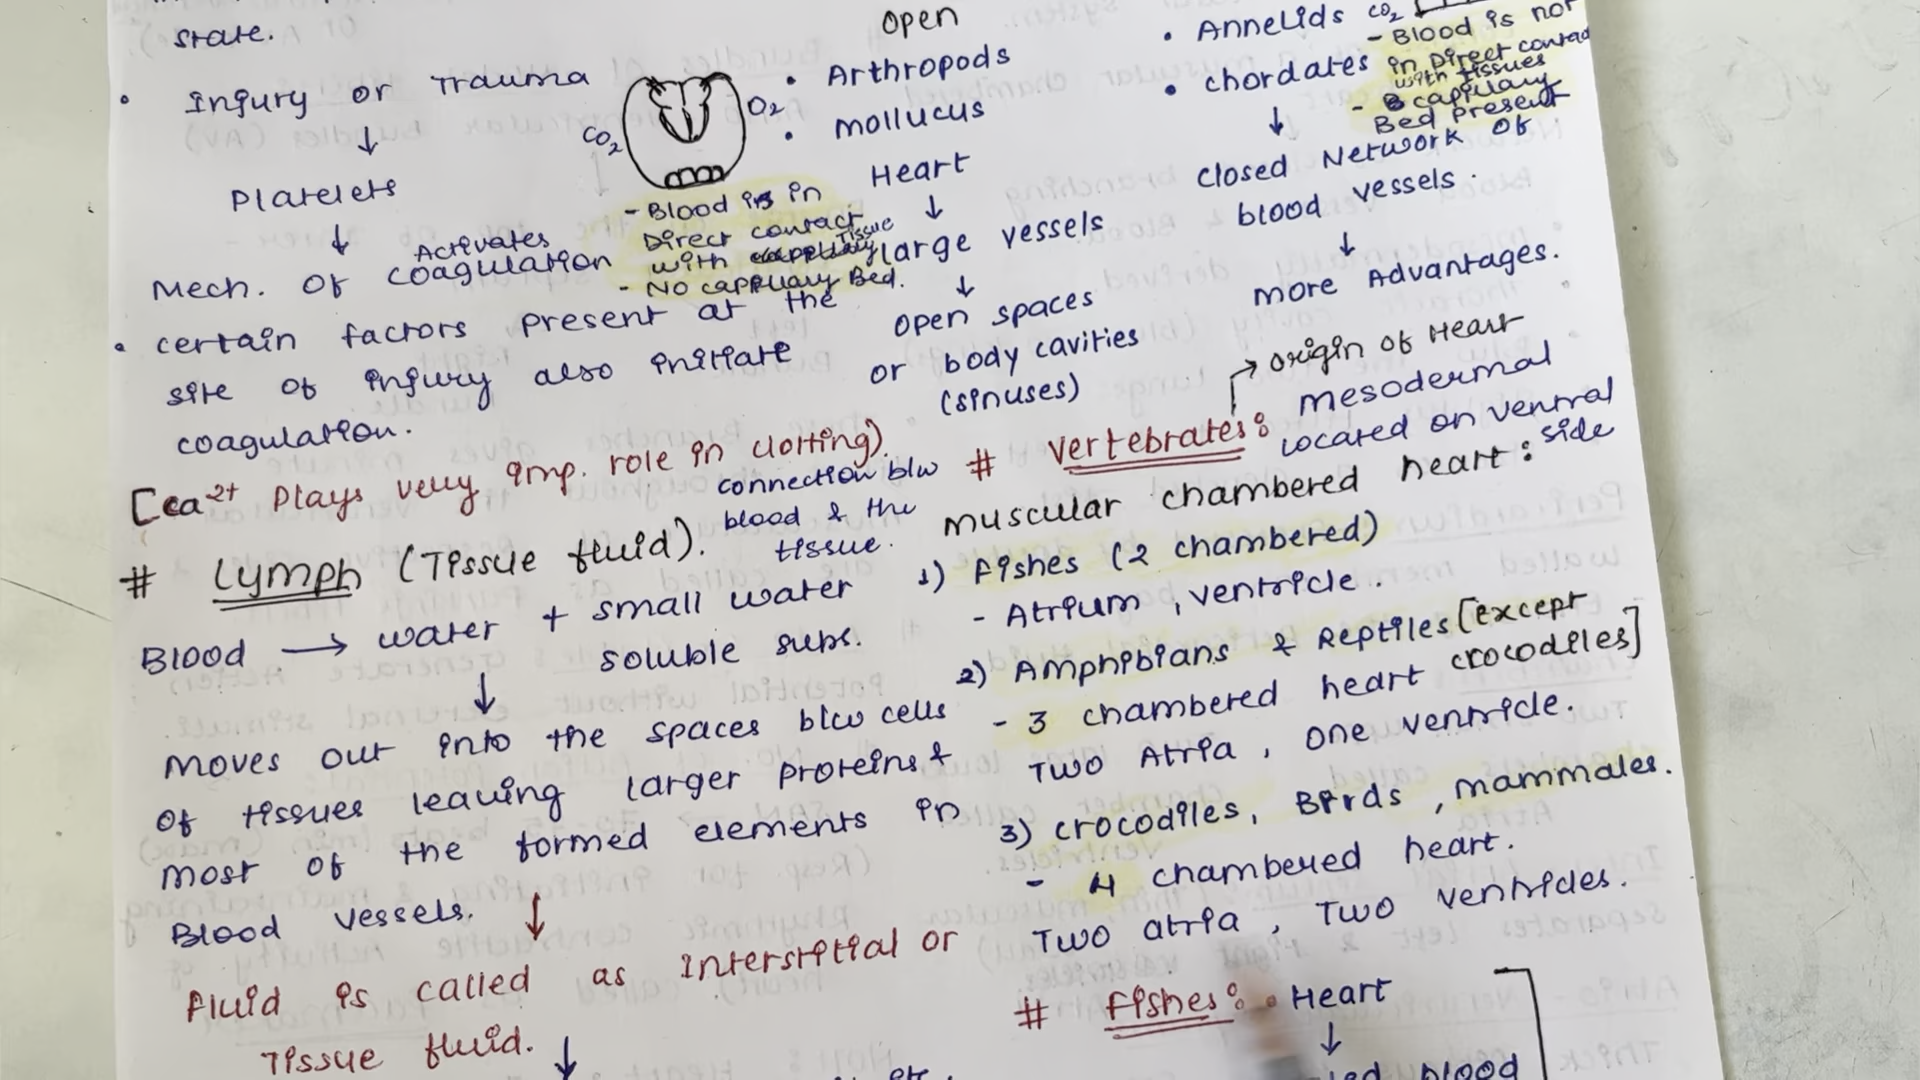 state.
• Injury or Trauma
↓
Platelets
↓ Activates
Mech. of coagulation
• certain factors present at the
site of injury also initiate
coagulation.
[Ca2+ Plays very imp. role in clotting).
# Lymph (Tissue fluid).
connection b/w
blood & the
tissue.
Blood → water + small water
soluble subs.
↓
moves out into the spaces b/w cells
of tissues leaving larger proteins &
most of the formed elements in
Blood vessels.
↓
Fluid is called as Interstitial or
Tissue fluid.
↓
open
• Arthropods
• mollucus
CO2
O2
- Blood is in
Direct contact
with Tissue
- No cappilary Bed.
Heart
↓
large vessels
↓
open spaces
or body cavities
(sinuses)
• Annelids
• chordates
CO2
- Blood is not
in Direct contact
with tissues
- capillary
Bed present
↓
closed Network of
blood vessels.
↓
more Advantages.
→ origin of Heart
# Vertebrates: mesodermal
located on ventral
side
muscular chambered heart:
1) Fishes (2 chambered)
- Atrium, ventricle.
2) Amphibians & Reptiles [except
crocodiles]
- 3 chambered heart
Two Atria, one ventricle.
3) crocodiles, Birds, mammales.
- 4 chambered heart.
Two atria, Two ventricles.
# Fishes: • Heart
↓
blood